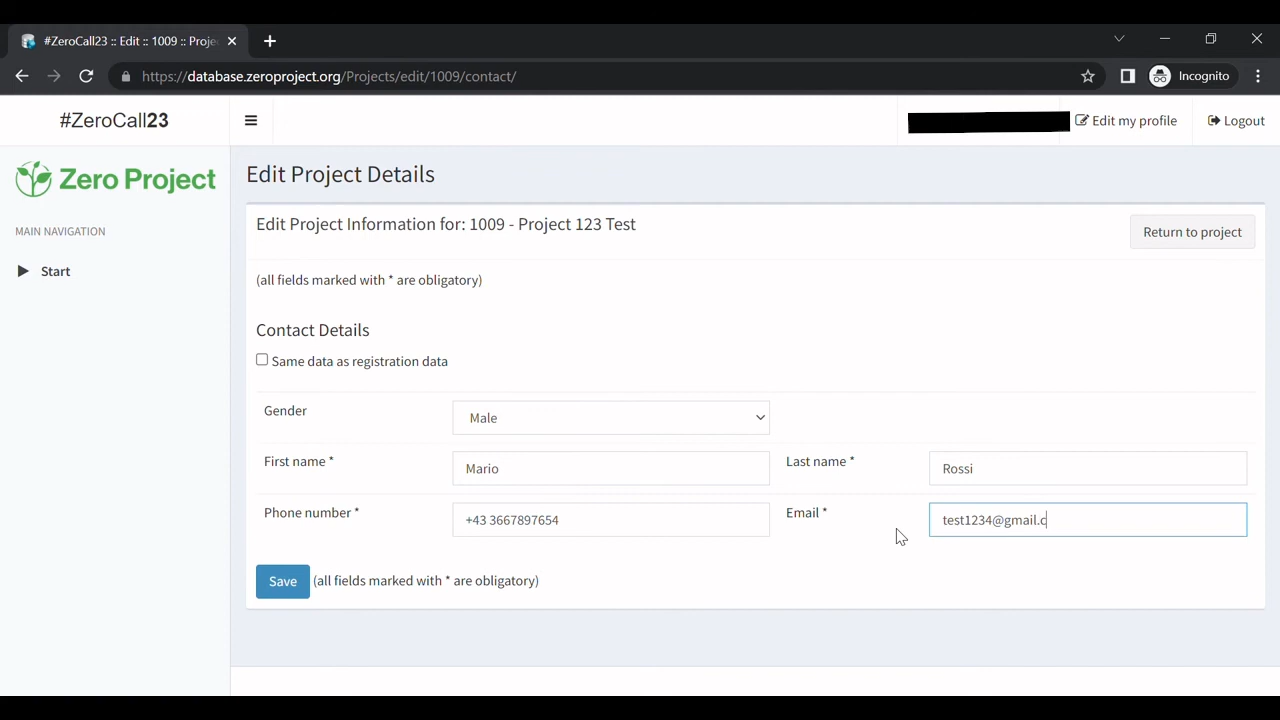 #ZeroCall23 :: Edit :: 1009 :: Proje
https://database.zeroproject.org/Projects/edit/1009/contact/
Incognito
#ZeroCall23
Edit my profile
Logout
Zero Project
Edit Project Details
MAIN NAVIGATION
Start
Edit Project Information for: 1009 - Project 123 Test
Return to project
(all fields marked with * are obligatory)
Contact Details
Same data as registration data
Gender
Male
First name *
Mario
Last name *
Rossi
Phone number *
+43 3667897654
Email *
test1234@gmail.c
Save
(all fields marked with * are obligatory)